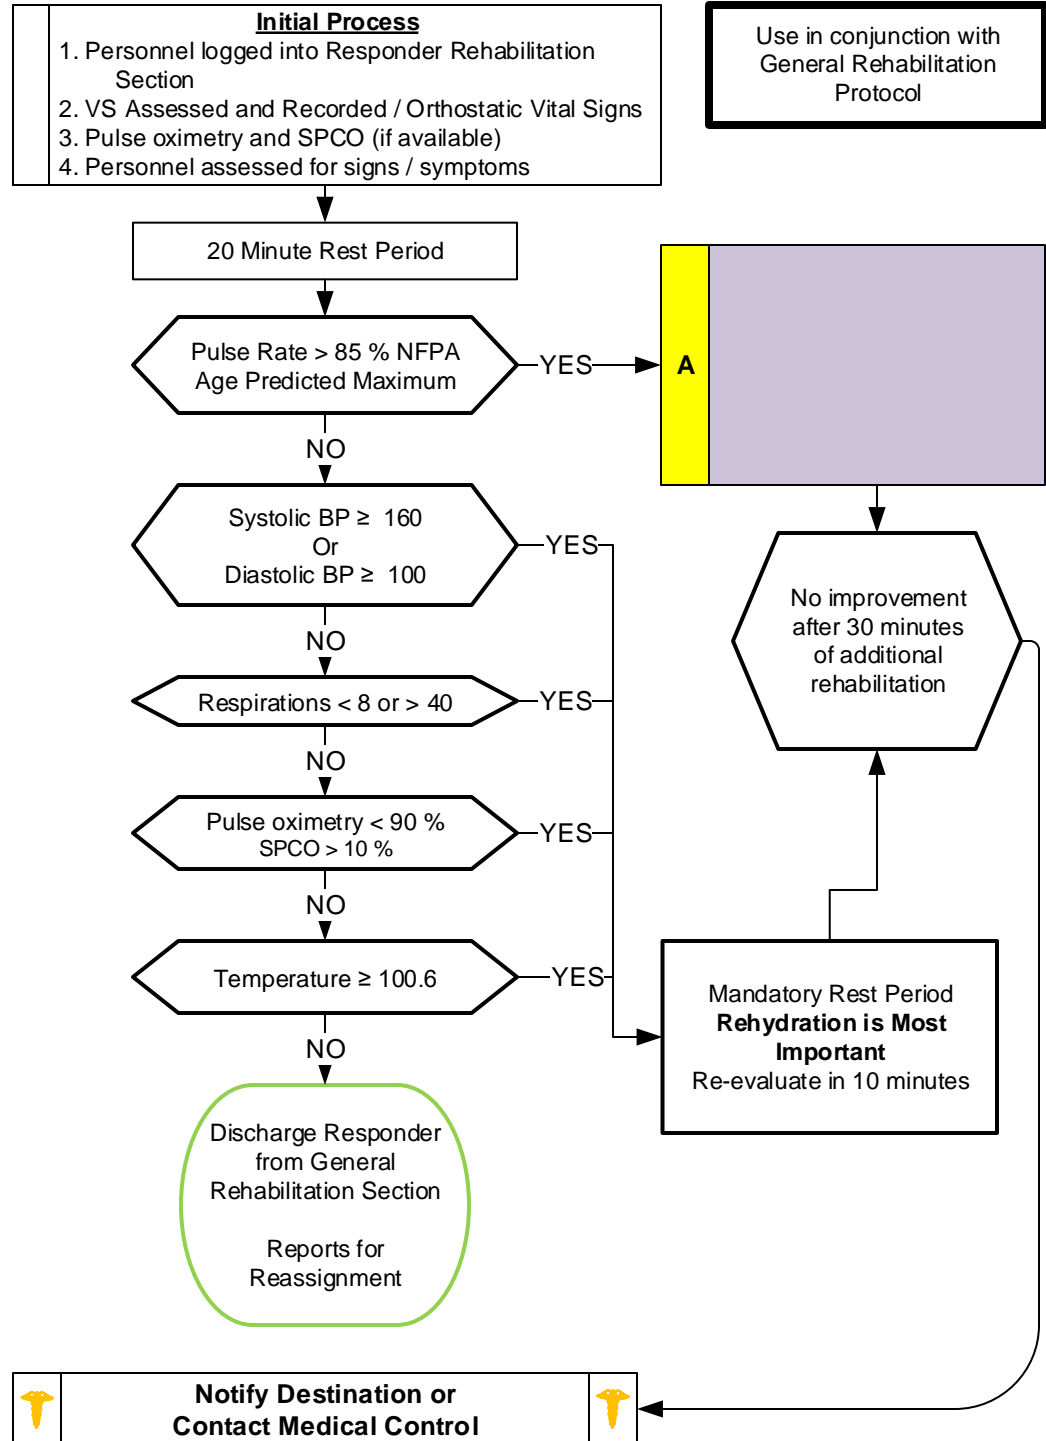 Initial Process
1. Personnel logged into Responder Rehabilitation
Section
2. VS Assessed and Recorded / Orthostatic Vital Signs
3. Pulse oximetry and SPCO (if available)
4. Personnel assessed for signs / symptoms
Use in conjunction with
General Rehabilitation
Protocol
20 Minute Rest Period
Pulse Rate > 85 % NFPA
Age Predicted Maximum
YES
A
NO
Systolic BP ≥ 160
Or
Diastolic BP ≥ 100
YES
No improvement
after 30 minutes
of additional
rehabilitation
NO
Respirations < 8 or > 40
YES
NO
Pulse oximetry < 90 %
SPCO > 10 %
YES
NO
Temperature ≥ 100.6
YES
Mandatory Rest Period
Rehydration is Most
Important
Re-evaluate in 10 minutes
NO
Discharge Responder
from General
Rehabilitation Section
Reports for
Reassignment
Notify Destination or
Contact Medical Control